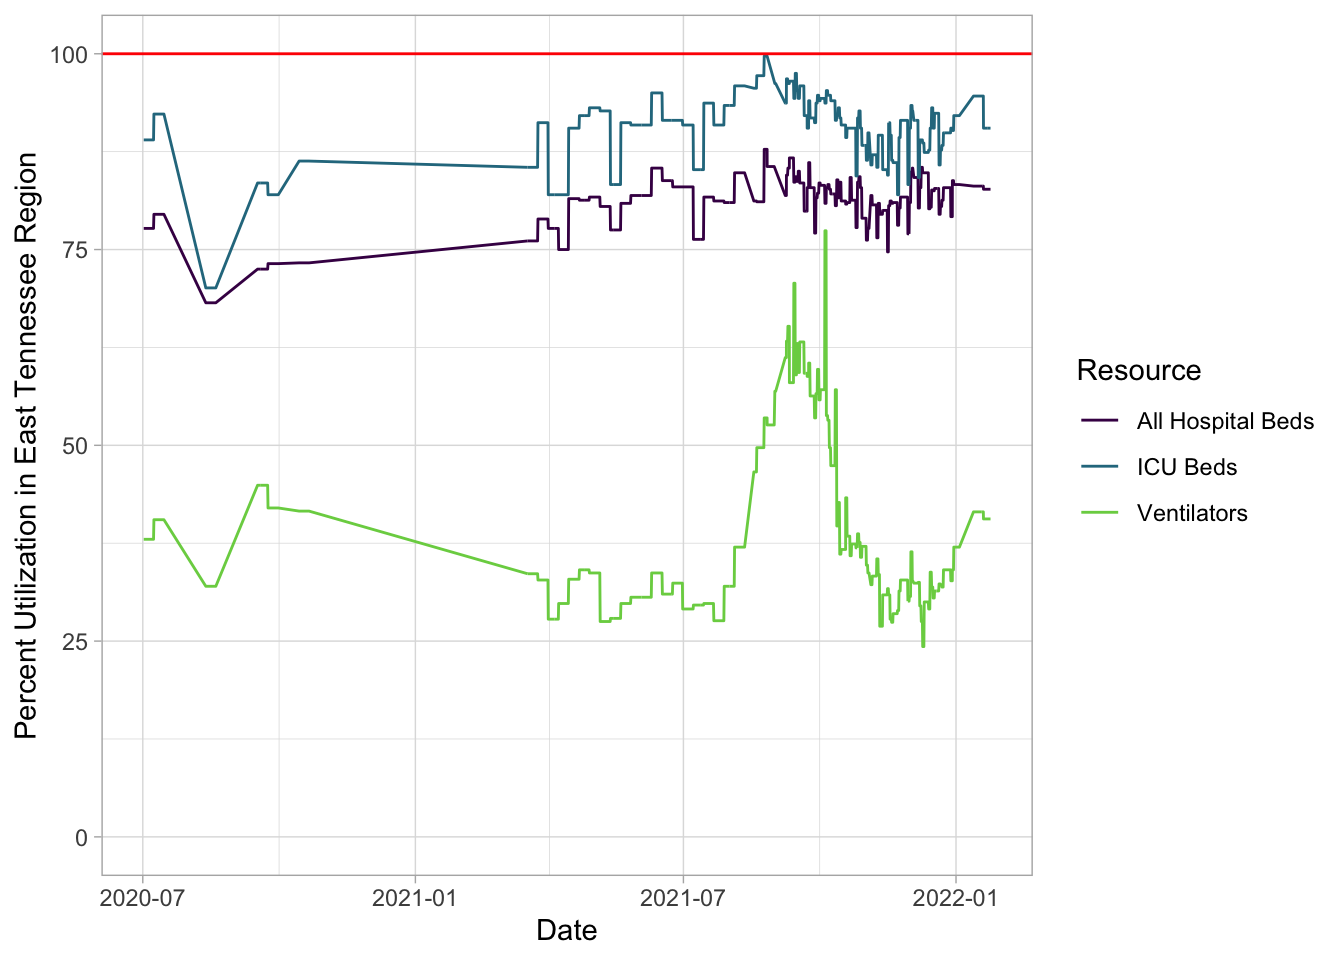 Percent Utilization in East Tennessee Region
100
75
50
25
0
2020-07
2021-01
2021-07
2022-01
Date
Resource
All Hospital Beds
ICU Beds
Ventilators